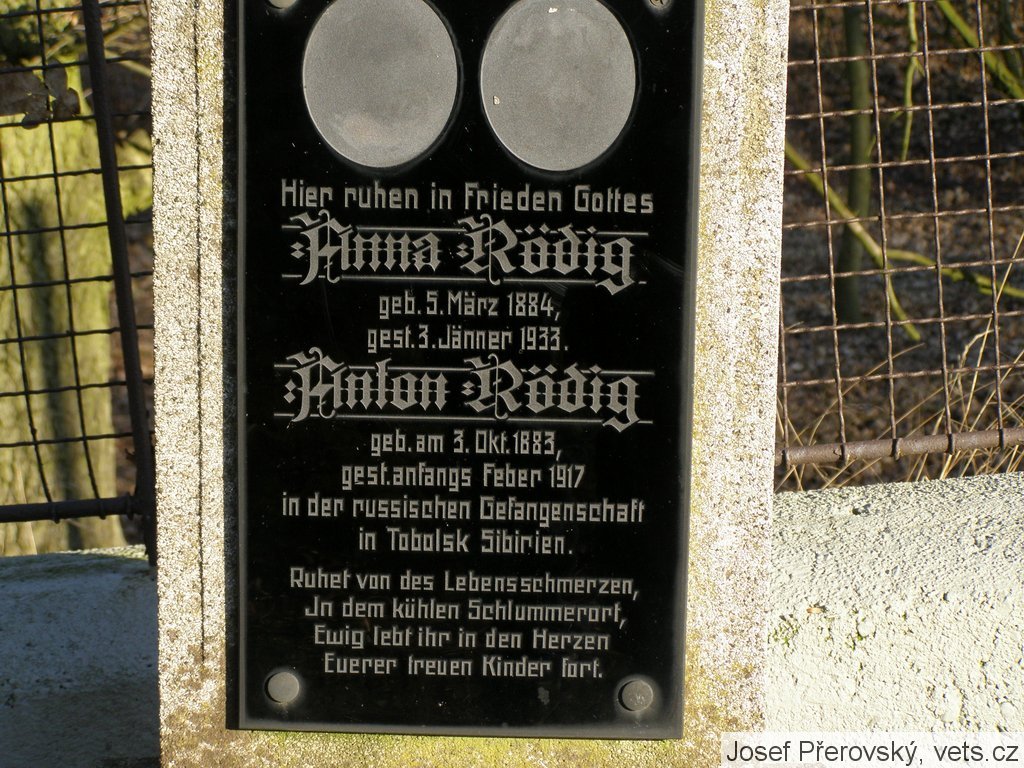 Hier ruhen in Frieden Gottes
Anna Rödig
geb. 5. März 1884,
gest. 3. Jänner 1933.
Anton Rödig
geb. am 3. Okt. 1883,
gest. anfangs Feber 1917
in der russischen Gefangenschaft
in Tobolsk Sibirien.
Ruhet von des Lebensschmerzen,
Jn dem kühlen Schlummerort,
Ewig lebt ihr in den Herzen
Euerer treuen Kinder fort.
Josef Přerovský, vets.cz